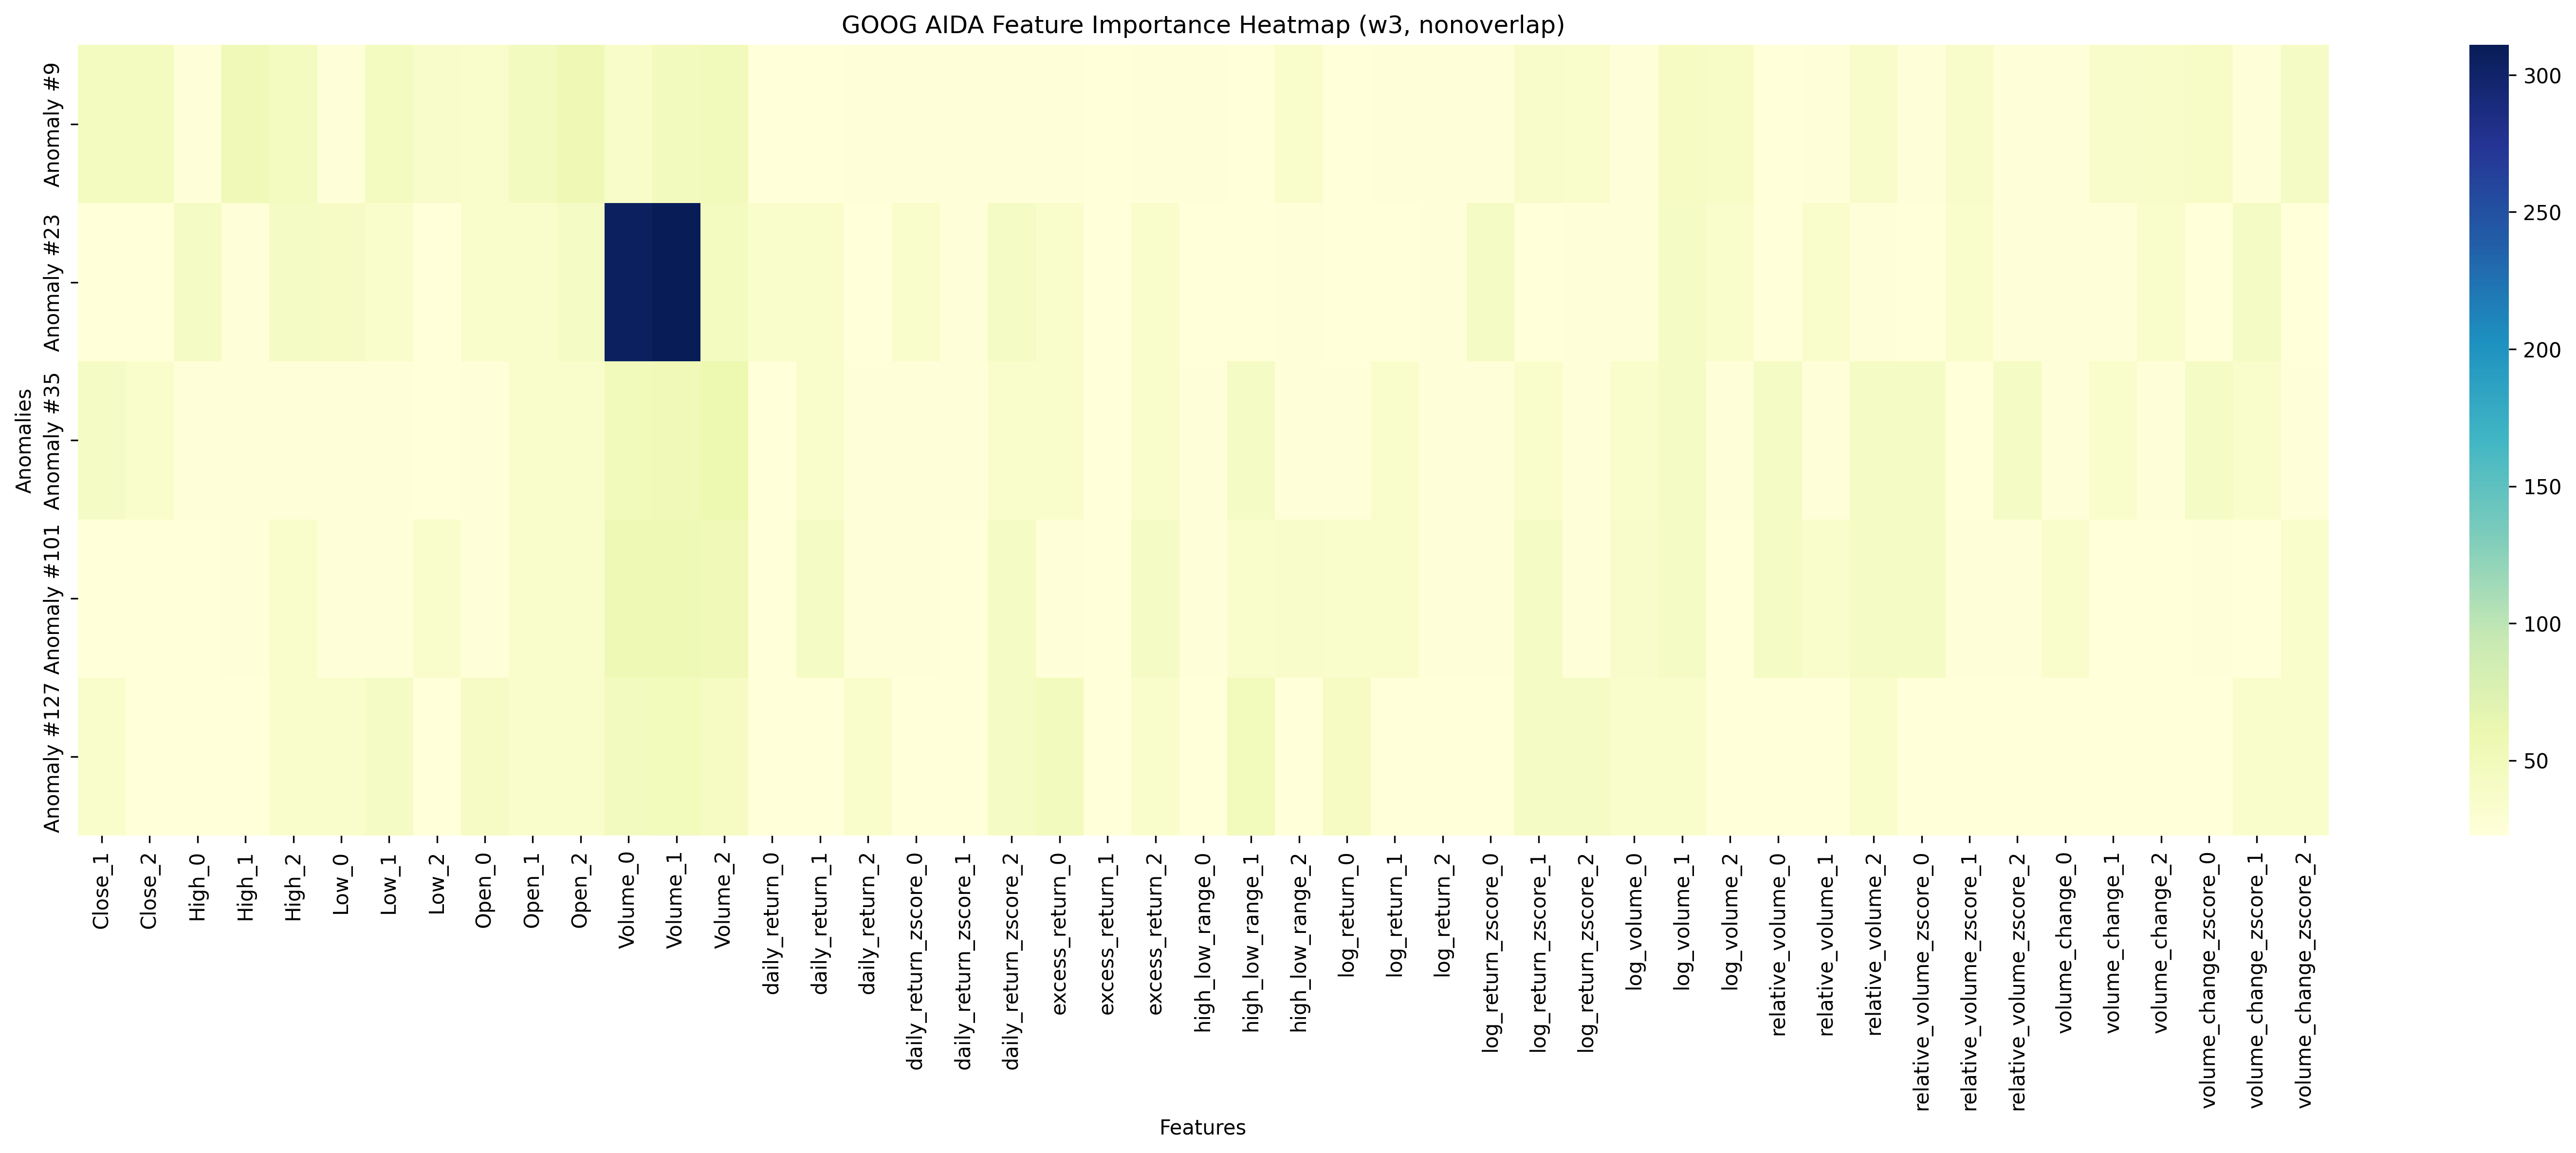 GOOG AIDA Feature Importance Heatmap (w3, nonoverlap)
Anomalies
Anomaly #9
Anomaly #23
Anomaly #35
Anomaly #101
Anomaly #127
Close_1
Close_2
High_0
High_1
High_2
Low_0
Low_1
Low_2
Open_0
Open_1
Open_2
Volume_0
Volume_1
Volume_2
daily_return_0
daily_return_1
daily_return_2
daily_return_zscore_0
daily_return_zscore_1
daily_return_zscore_2
excess_return_0
excess_return_1
excess_return_2
high_low_range_0
high_low_range_1
high_low_range_2
log_return_0
log_return_1
log_return_2
log_return_zscore_0
log_return_zscore_1
log_return_zscore_2
log_volume_0
log_volume_1
log_volume_2
relative_volume_0
relative_volume_1
relative_volume_2
relative_volume_zscore_0
relative_volume_zscore_1
relative_volume_zscore_2
volume_change_0
volume_change_1
volume_change_2
volume_change_zscore_0
volume_change_zscore_1
volume_change_zscore_2
Features
300
250
200
150
100
50